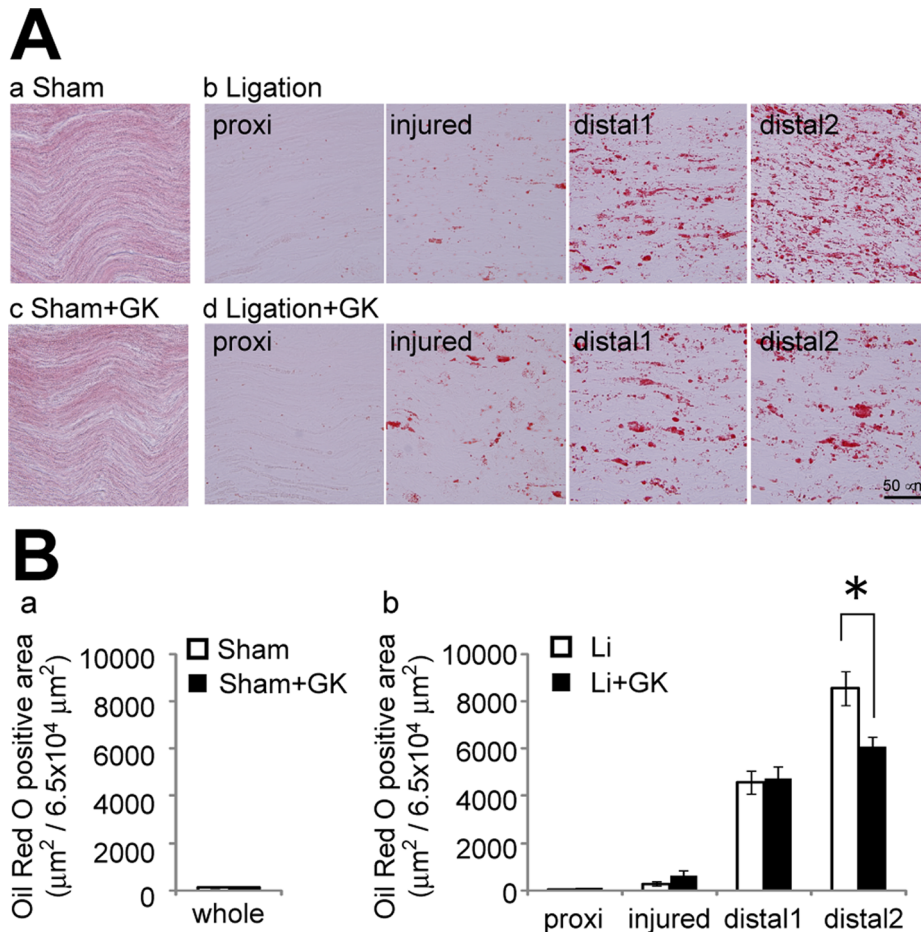 A
a Sham
b Ligation
proxi
injured
distal1
distal2
c Sham+GK
d Ligation+GK
proxi
injured
distal1
distal2
50
B
a
Oil Red O positive area
(μm² / 6.5x10⁴ μm²)
10000
8000
6000
4000
2000
0
Sham
Sham+GK
whole
b
Oil Red O positive area
(μm² / 6.5x10⁴ μm²)
10000
8000
6000
4000
2000
0
Li
Li+GK
*
proxi
injured
distal1
distal2